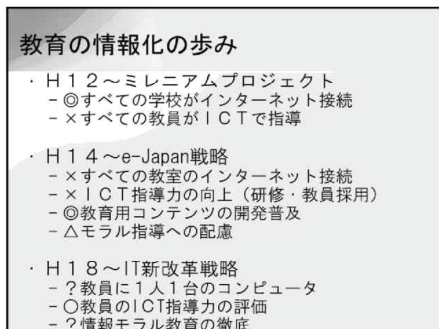 教育の情報化の歩み
・H12～ミレニアムプロジェクト
－◎すべての学校がインターネット接続
－×すべての教員がICTで指導
・H14～e-Japan戦略
－×すべての教室のインターネット接続
－×ICT指導力の向上（研修・教員採用）
－◎教育用コンテンツの開発普及
－△モラル指導への配慮
・H18～IT新改革戦略
－？教員に1人1台のコンピュータ
－○教員のICT指導力の評価
－？情報モラル教育の徹底